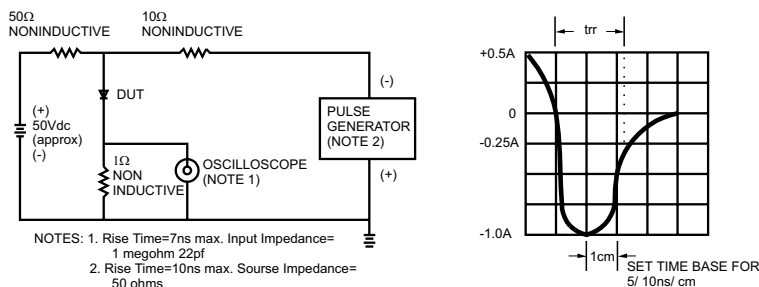 50Ω
NONINDUCTIVE
10Ω
NONINDUCTIVE
DUT
(+)
50Vdc
(approx)
(-)
1Ω
NON
INDUCTIVE
OSCILLOSCOPE
(NOTE 1)
(-)
PULSE
GENERATOR
(NOTE 2)
(+)
NOTES: 1. Rise Time=7ns max. Input Impedance=
1 megohm 22pf
2. Rise Time=10ns max. Sourse Impedance=
50 ohms
trr
+0.5A
0
-0.25A
-1.0A
1cm
SET TIME BASE FOR
5/ 10ns/ cm